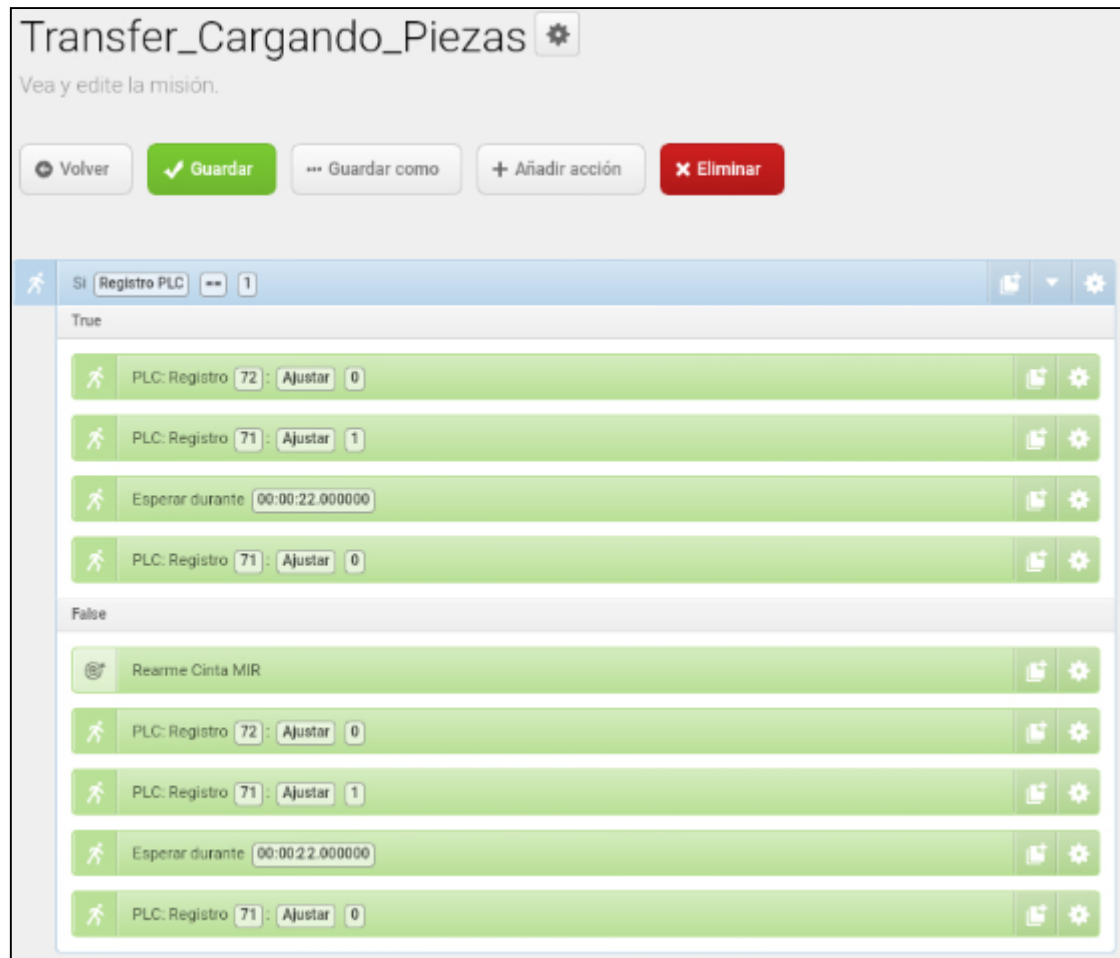 Transfer_Cargando_Piezas
Vea y edite la misión.
Volver Guardar Guardar como Añadir acción Eliminar
Si Registro PLC == 1
True
PLC: Registro 72 : Ajustar 0
PLC: Registro 71 : Ajustar 1
Esperar durante 00:00:22.000000
PLC: Registro 71 : Ajustar 0
False
Rearme Cinta MIR
PLC: Registro 72 : Ajustar 0
PLC: Registro 71 : Ajustar 1
Esperar durante 00:00:22.000000
PLC: Registro 71 : Ajustar 0